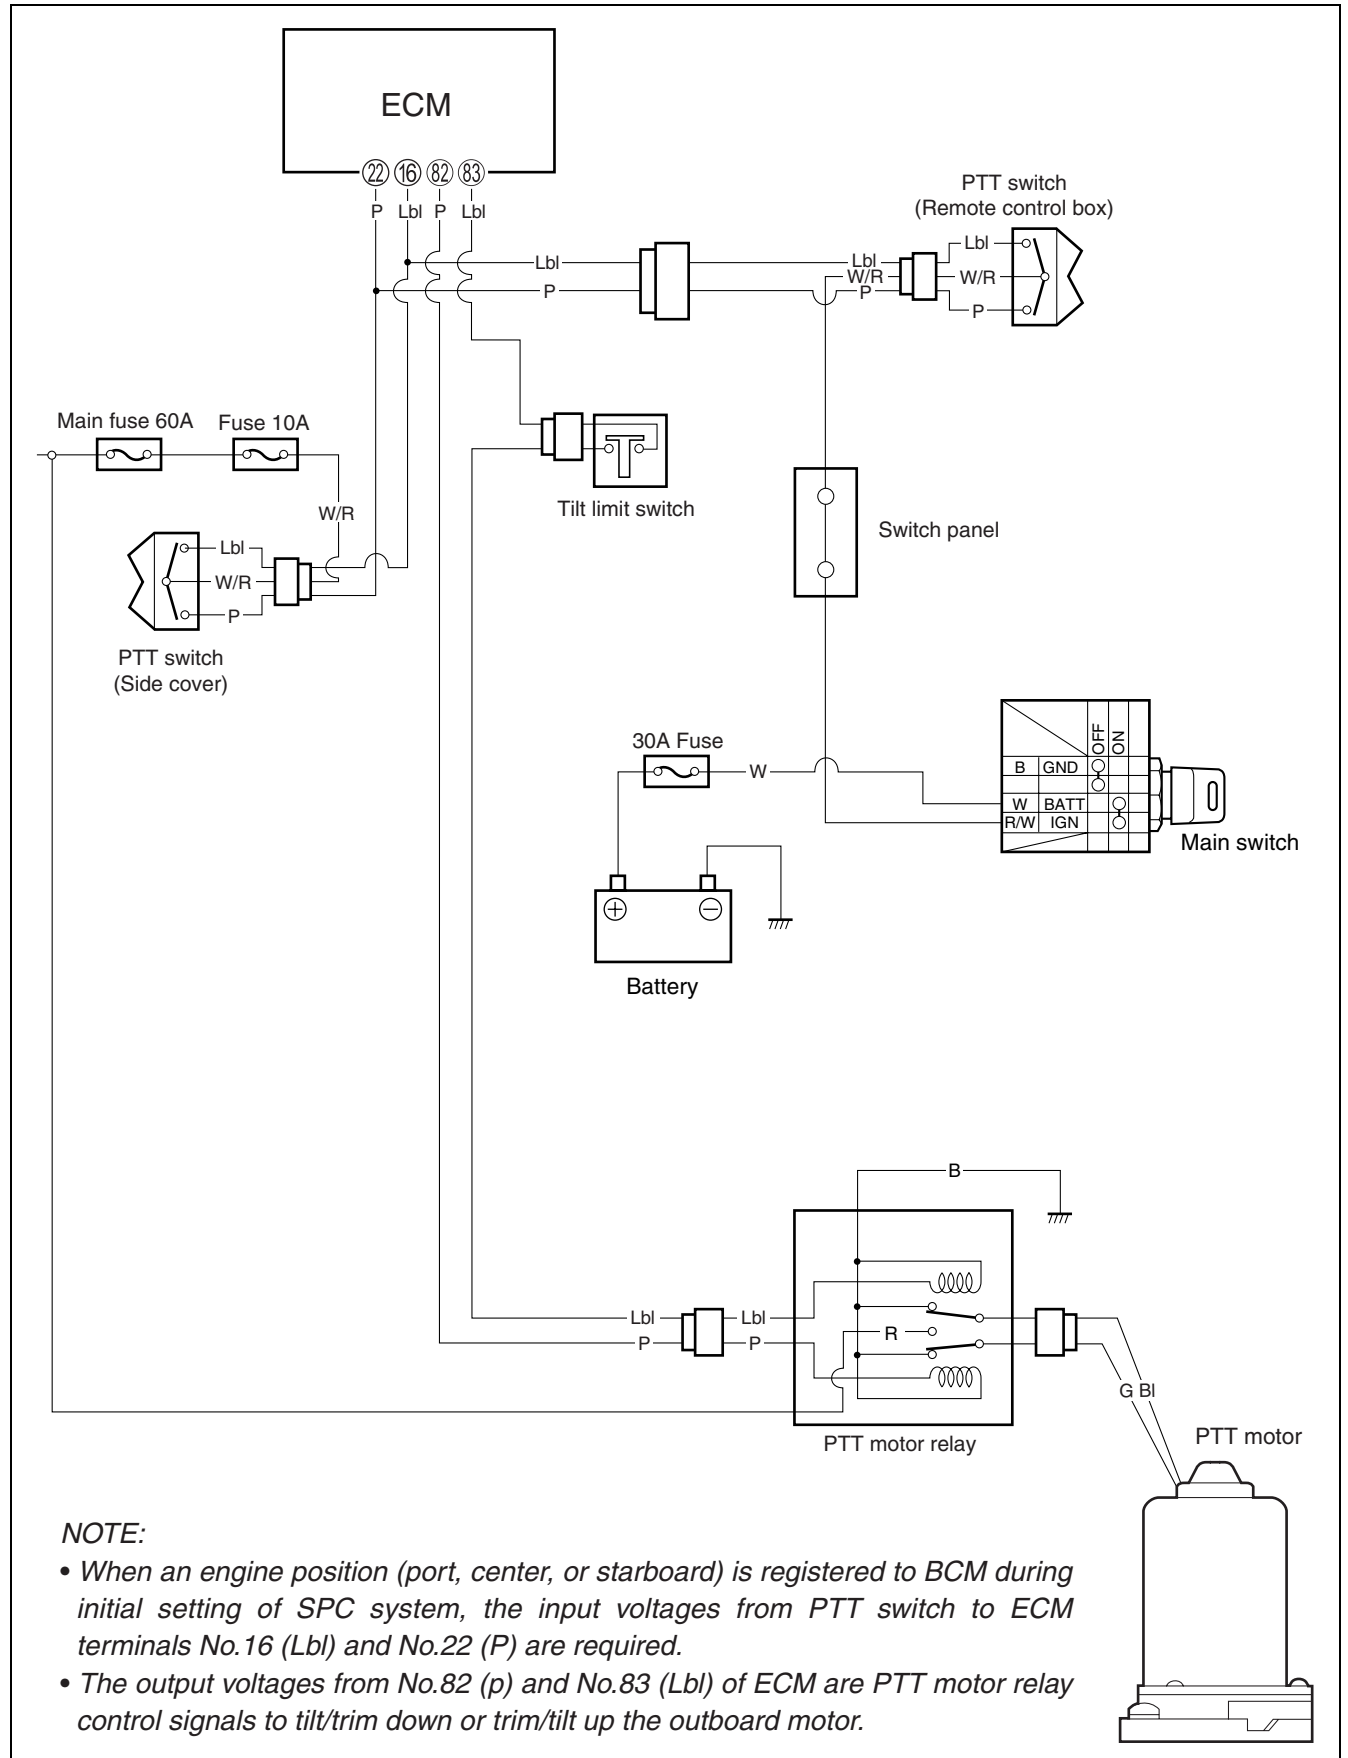 ECM
22 16 82 83
P Lbl P Lbl
PTT switch
(Remote control box)
Lbl
W/R
P
Lbl
P
Lbl
W/R
P
Main fuse 60A
Fuse 10A
W/R
Tilt limit switch
Switch panel
Lbl
W/R
P
PTT switch
(Side cover)
30A Fuse
W
OFF
ON
B GND
W BATT
R/W IGN
Main switch
+ −
Battery
B
Lbl
P
Lbl
P
R
G Bl
PTT motor relay
PTT motor
NOTE:
• When an engine position (port, center, or starboard) is registered to BCM during
initial setting of SPC system, the input voltages from PTT switch to ECM
terminals No.16 (Lbl) and No.22 (P) are required.
• The output voltages from No.82 (p) and No.83 (Lbl) of ECM are PTT motor relay
control signals to tilt/trim down or trim/tilt up the outboard motor.